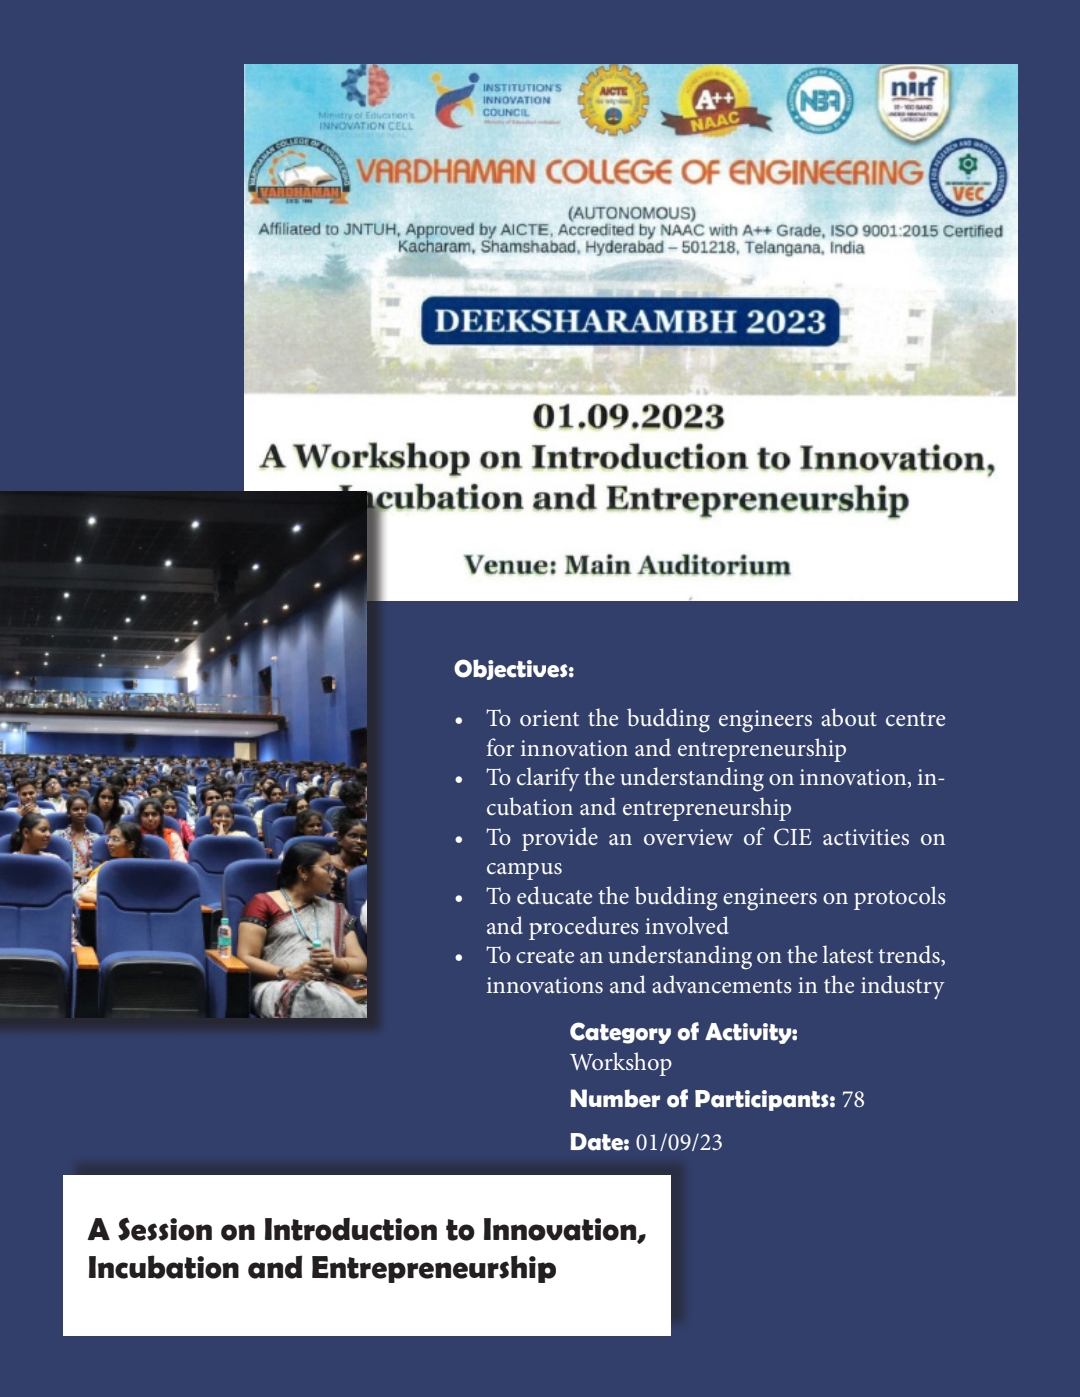 Ministry of Education's
INNOVATION CELL
INSTITUTION'S
INNOVATION
COUNCIL
AICTE
A++
NAAC
NBA
nirf
VARDHAMAN COLLEGE OF ENGINEERING
VARDHAMAN
VEC
(AUTONOMOUS)
Affiliated to JNTUH, Approved by AICTE, Accredited by NAAC with A++ Grade, ISO 9001:2015 Certified
Kacharam, Shamshabad, Hyderabad – 501218, Telangana, India
DEEKSHARAMBH 2023
01.09.2023
A Workshop on Introduction to Innovation,
Incubation and Entrepreneurship
Venue: Main Auditorium
Objectives:
• To orient the budding engineers about centre
for innovation and entrepreneurship
• To clarify the understanding on innovation, in-
cubation and entrepreneurship
• To provide an overview of CIE activities on
campus
• To educate the budding engineers on protocols
and procedures involved
• To create an understanding on the latest trends,
innovations and advancements in the industry
Category of Activity:
Workshop
Number of Participants: 78
Date: 01/09/23
A Session on Introduction to Innovation,
Incubation and Entrepreneurship